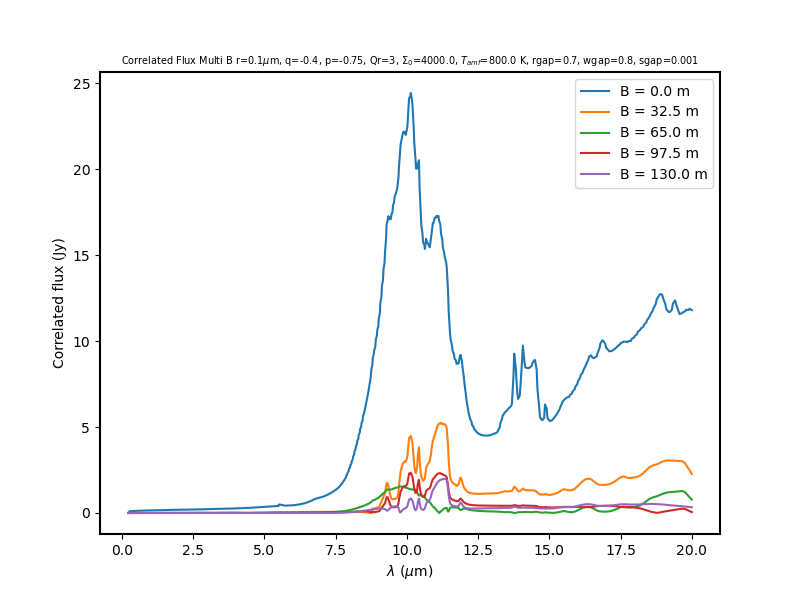 Correlated Flux Multi B r=0.1μm, q=-0.4, p=-0.75, Qr=3, Σ₀=4000.0, T_amf=800.0 K, rgap=0.7, wgap=0.8, sgap=0.001
25
20
15
10
5
0
Correlated flux (Jy)
B = 0.0 m
B = 32.5 m
B = 65.0 m
B = 97.5 m
B = 130.0 m
0.0 2.5 5.0 7.5 10.0 12.5 15.0 17.5 20.0
λ (μm)